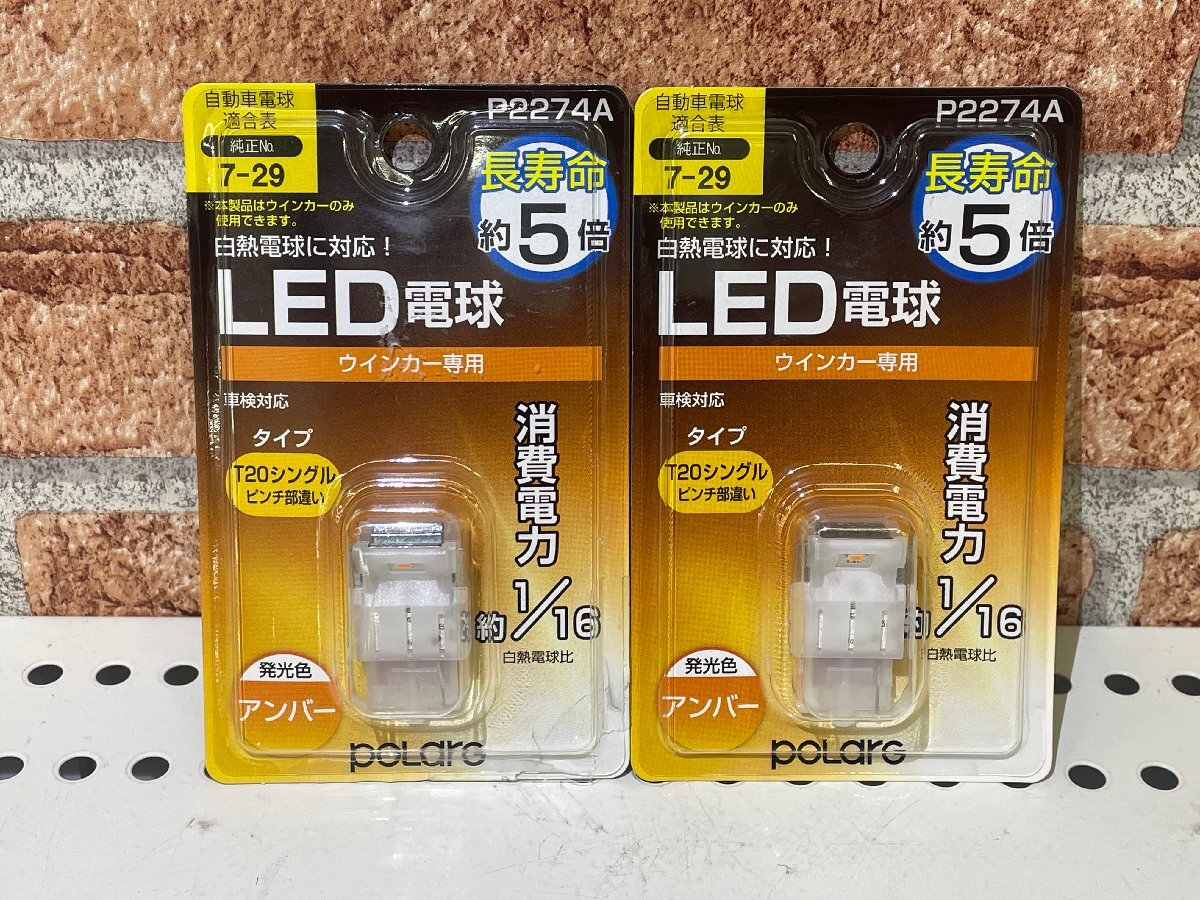 自動車電球
適合表
純正No.
7-29
P2274A
長寿命
約5倍
※本製品はウインカーのみ
使用できます。
白熱電球に対応!
LED電球
ウインカー専用
車検対応
タイプ
T20シングル
ピンチ部違い
消費電力
約1/16
白熱電球比
発光色
アンバー
POLARG
自動車電球
適合表
純正No.
7-29
P2274A
長寿命
約5倍
※本製品はウインカーのみ
使用できます。
白熱電球に対応!
LED電球
ウインカー専用
車検対応
タイプ
T20シングル
ピンチ部違い
消費電力
約1/16
白熱電球比
発光色
アンバー
POLARG